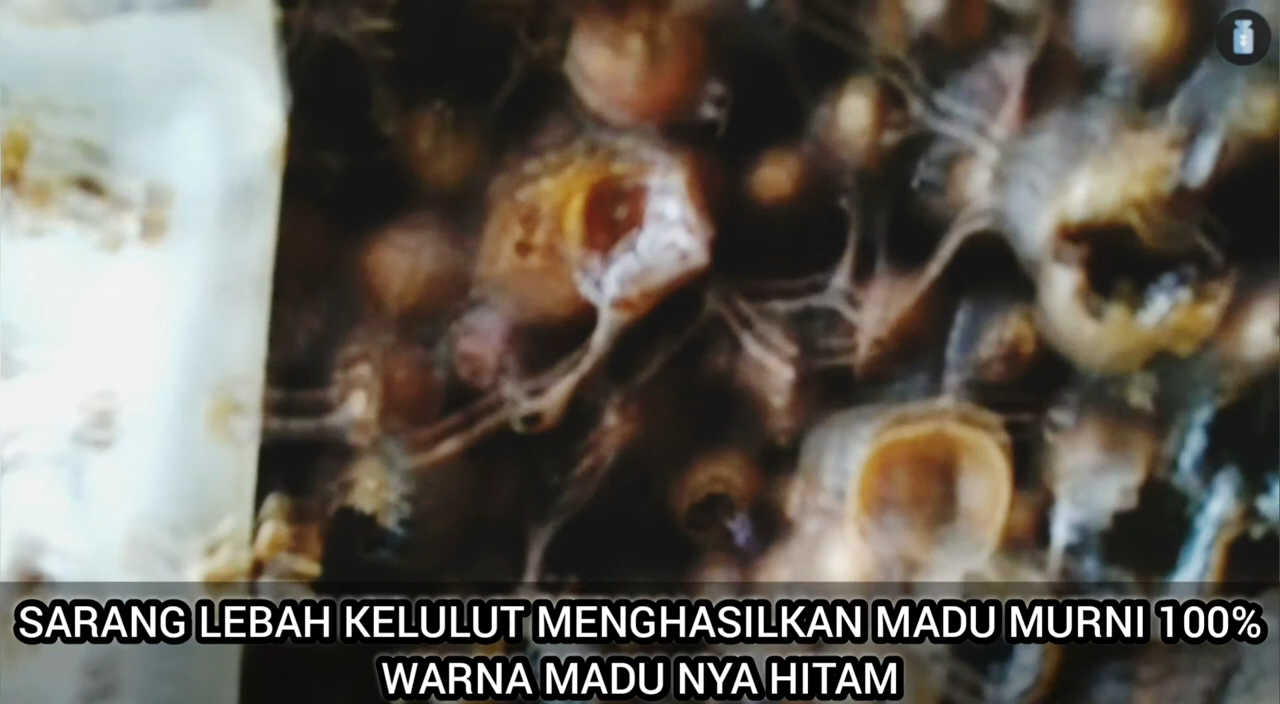 SARANG LEBAH KELULUT MENGHASILKAN MADU MURNI 100%
WARNA MADU NYA HITAM